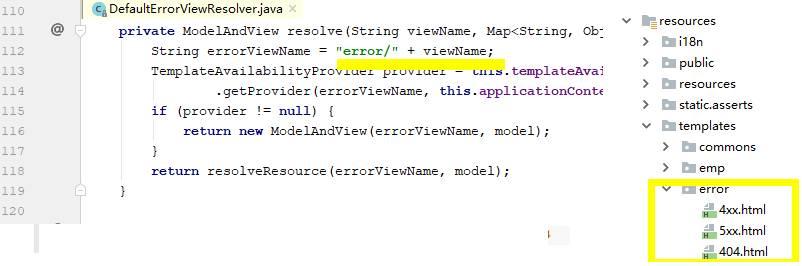 DefaultErrorViewResolver.java
110
111 @ private ModelAndView resolve(String viewName, Map<String, Obj
112 String errorViewName = "error/" + viewName;
113 TemplateAvailabilityProvider provider = this.templateAvai
114 .getProvider(errorViewName, this.applicationConte
115 if (provider != null) {
116 return new ModelAndView(errorViewName, model);
117 }
118 return resolveResource(errorViewName, model);
119 }
120
resources
i18n
public
resources
static.asserts
templates
commons
emp
error
4xx.html
5xx.html
404.html